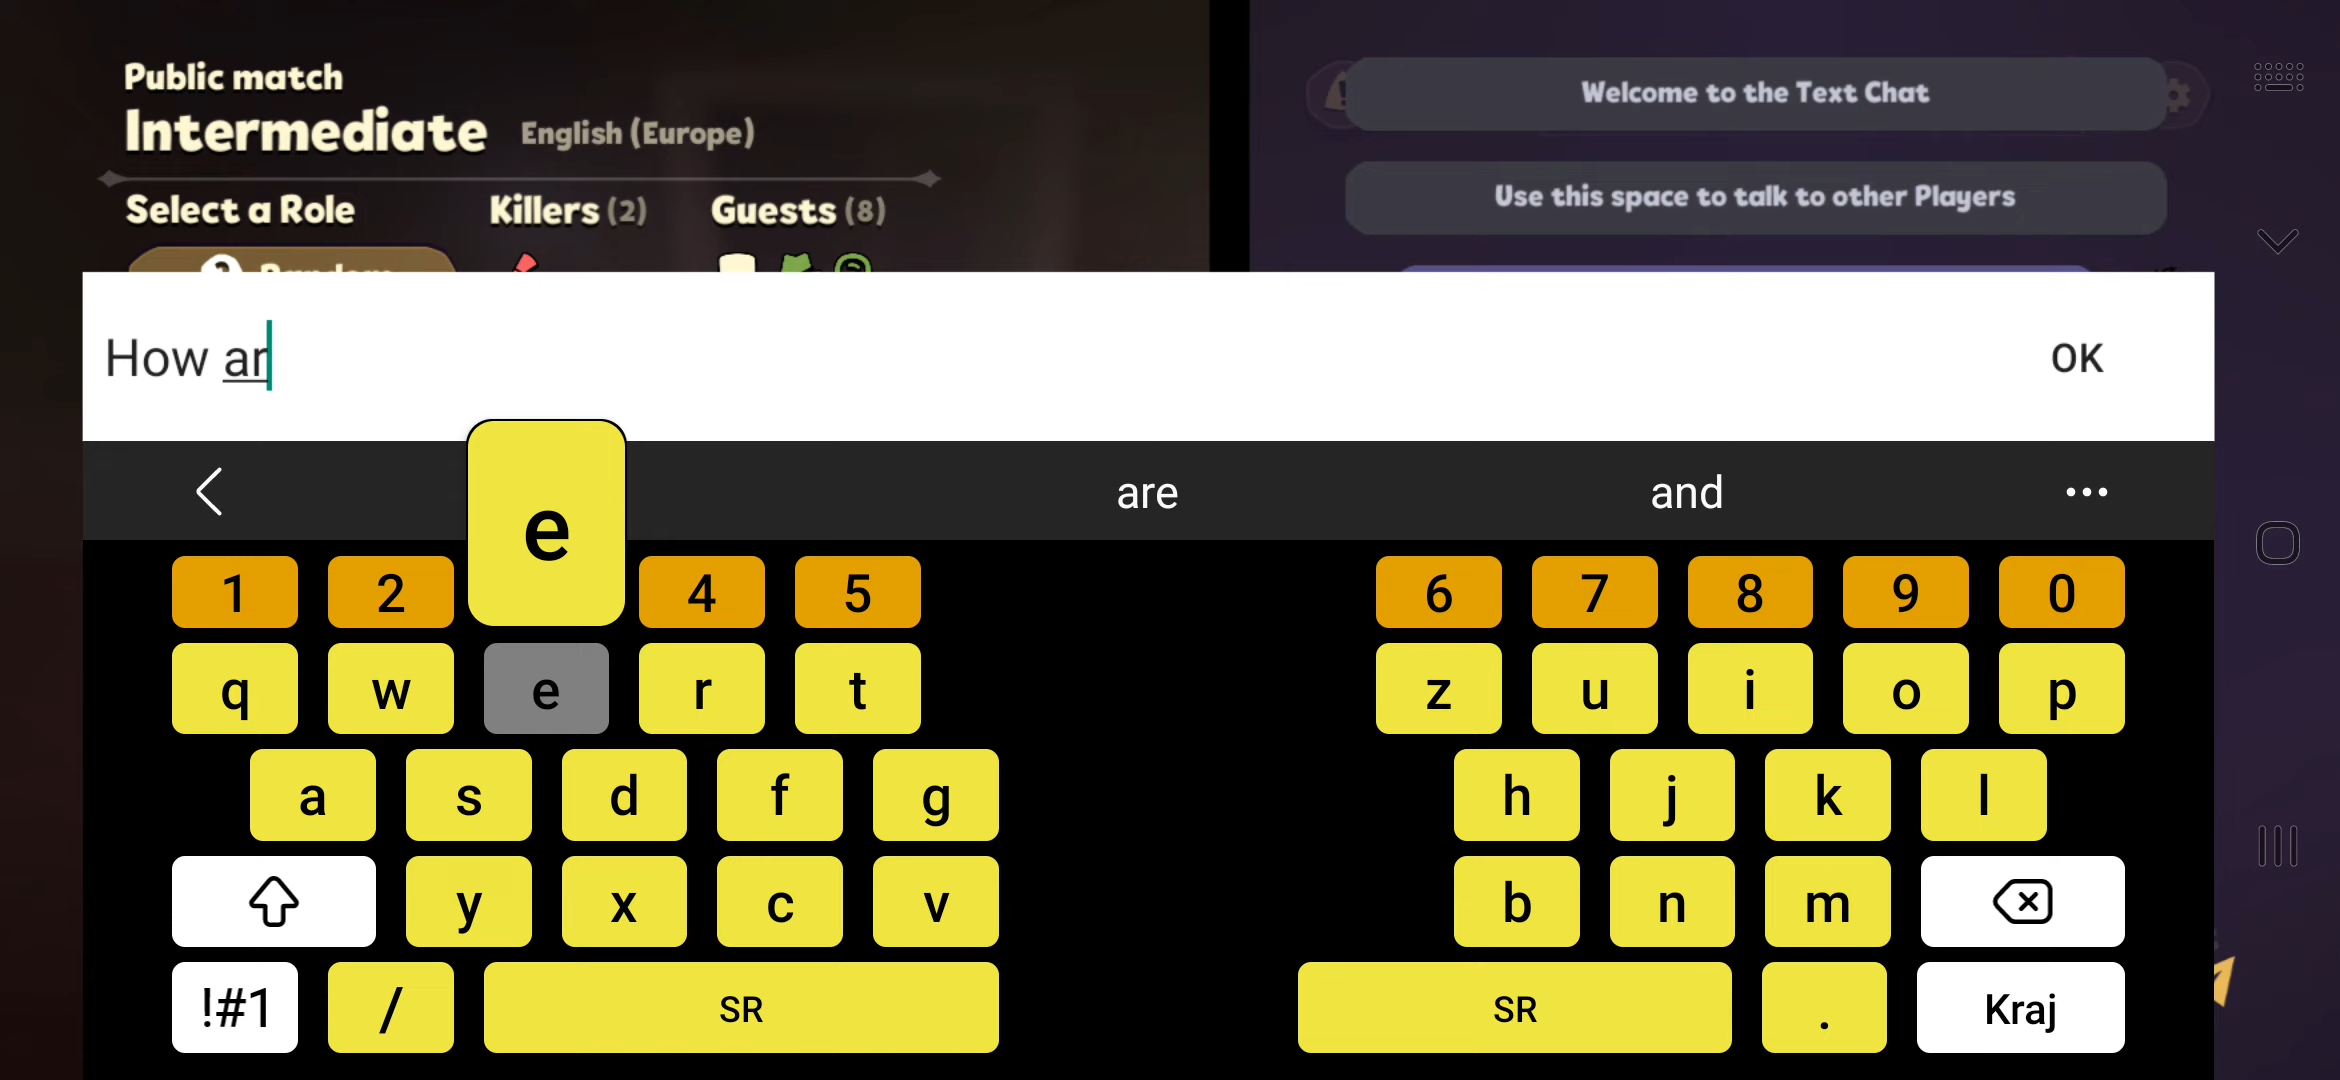 Public match
Intermediate English (Europe)
Select a Role Killers (2) Guests (8)
Random
Welcome to the Text Chat
Use this space to talk to other Players
How ar
OK
e
are and
1 2 4 5 6 7 8 9 0
q w e r t z u i o p
a s d f g h j k l
y x c v b n m
!#1 / SR SR . Kraj